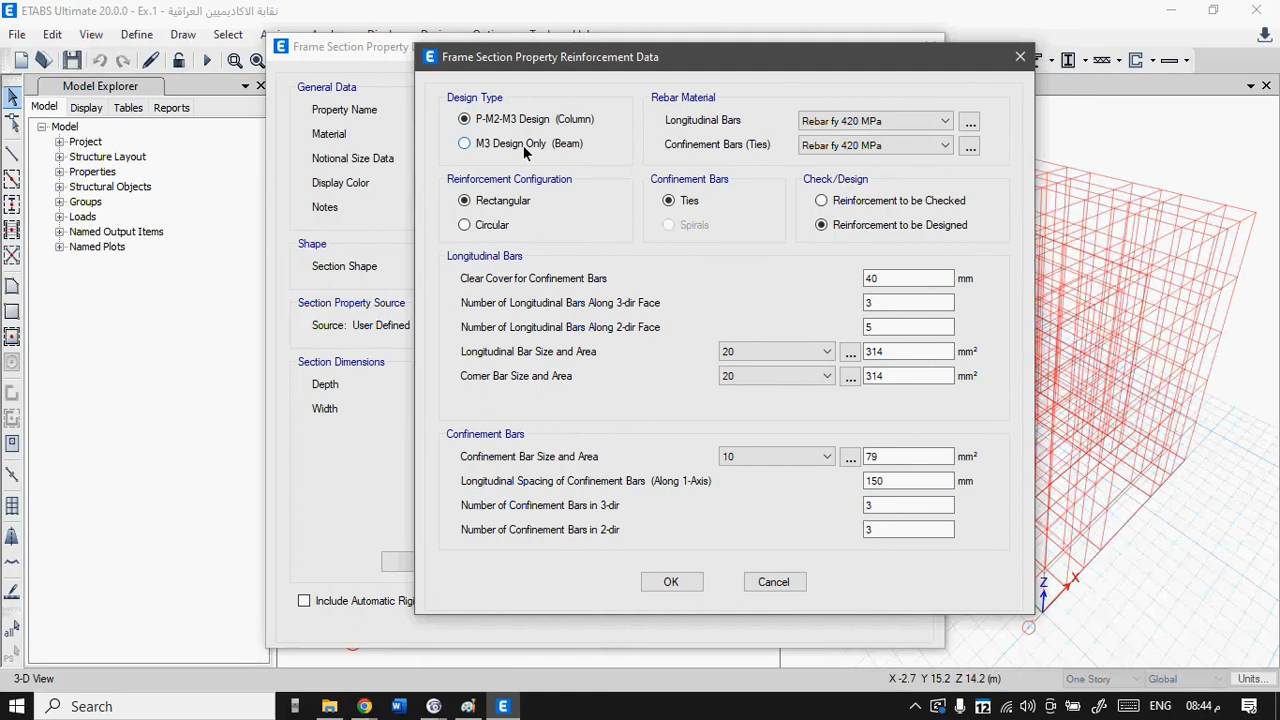 ETABS Ultimate 20.0.0 - Ex.1 - نقابة الاكاديميين العراقية
File Edit View Define Draw Select
Model Explorer
Model Display Tables Reports
Model
Project
Structure Layout
Properties
Structural Objects
Groups
Loads
Named Output Items
Named Plots
Frame Section Property
General Data
Property Name
Material
Notional Size Data
Display Color
Notes
Shape
Section Shape
Section Property Source
Source: User Defined
Section Dimensions
Depth
Width
Include Automatic Rigi
Frame Section Property Reinforcement Data
Design Type
P-M2-M3 Design (Column)
M3 Design Only (Beam)
Rebar Material
Longitudinal Bars Rebar fy 420 MPa ...
Confinement Bars (Ties) Rebar fy 420 MPa ...
Reinforcement Configuration
Rectangular
Circular
Confinement Bars
Ties
Spirals
Check/Design
Reinforcement to be Checked
Reinforcement to be Designed
Longitudinal Bars
Clear Cover for Confinement Bars 40 mm
Number of Longitudinal Bars Along 3-dir Face 3
Number of Longitudinal Bars Along 2-dir Face 5
Longitudinal Bar Size and Area 20 ... 314 mm²
Corner Bar Size and Area 20 ... 314 mm²
Confinement Bars
Confinement Bar Size and Area 10 ... 79 mm²
Longitudinal Spacing of Confinement Bars (Along 1-Axis) 150 mm
Number of Confinement Bars in 3-dir 3
Number of Confinement Bars in 2-dir 3
OK Cancel
Z X
all
PS
3-D View X -2.7 Y 15.2 Z 14.2 (m) One Story Global Units...
Search 12 ENG 08:44 م